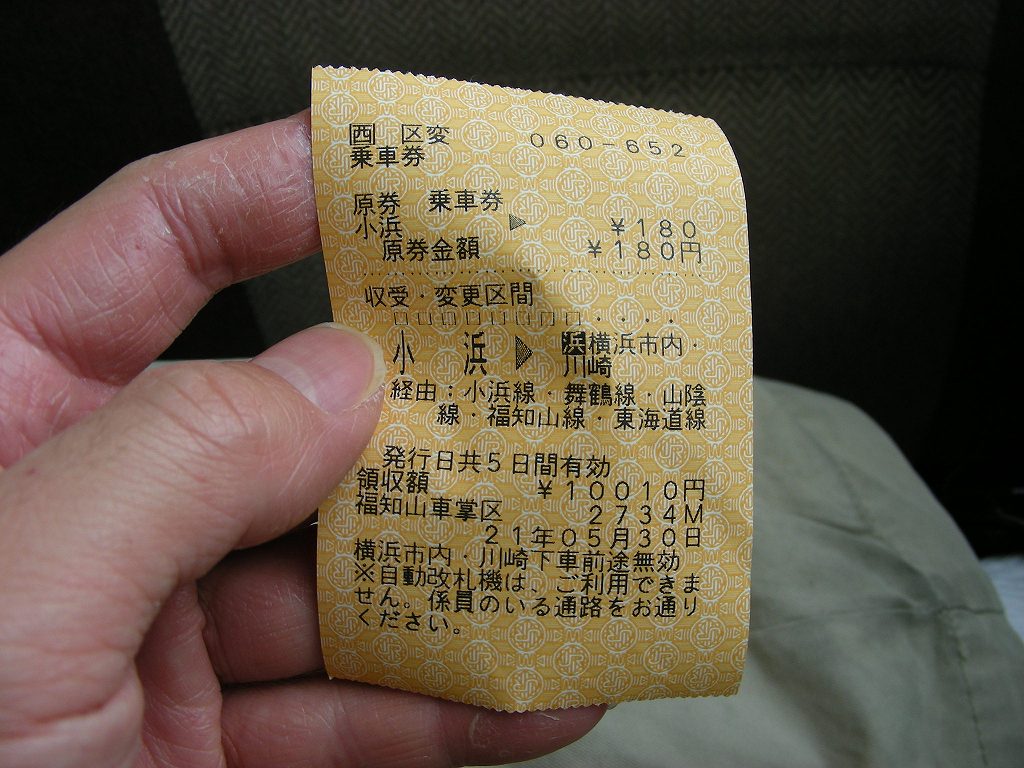 西 区変 060-652
乗車券
原券 乗車券
小浜 ▶ ¥180
原券金額 ¥180円
収受・変更区間
小 浜 ▶ 浜横浜市内・
川崎
経由:小浜線・舞鶴線・山陰
線・福知山線・東海道線
発行日共5日間有効
領収額 ¥10010円
福知山車掌区 2734M
21年05月30日
横浜市内・川崎下車前途無効
※自動改札機は、ご利用できま
せん。係員のいる通路をお通り
ください。